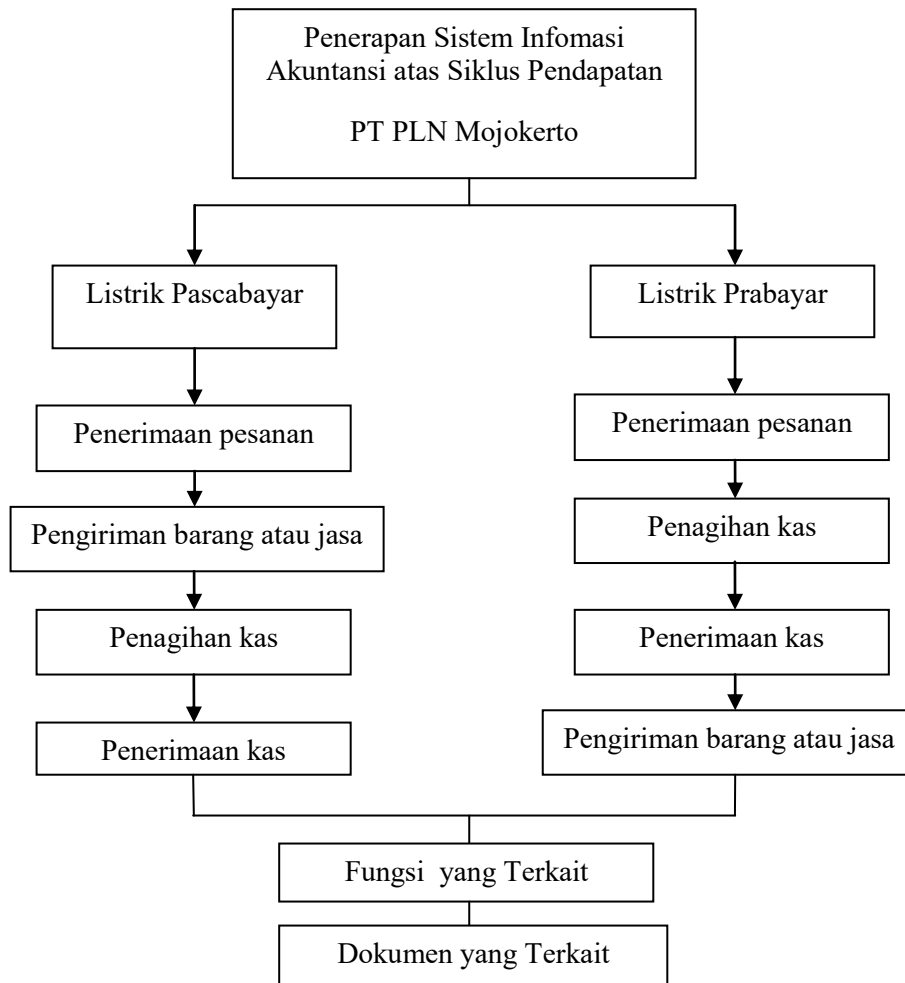 Penerapan Sistem Infomasi
Akuntansi atas Siklus Pendapatan
PT PLN Mojokerto
Listrik Pascabayar
Listrik Prabayar
Penerimaan pesanan
Penerimaan pesanan
Pengiriman barang atau jasa
Penagihan kas
Penagihan kas
Penerimaan kas
Penerimaan kas
Pengiriman barang atau jasa
Fungsi yang Terkait
Dokumen yang Terkait